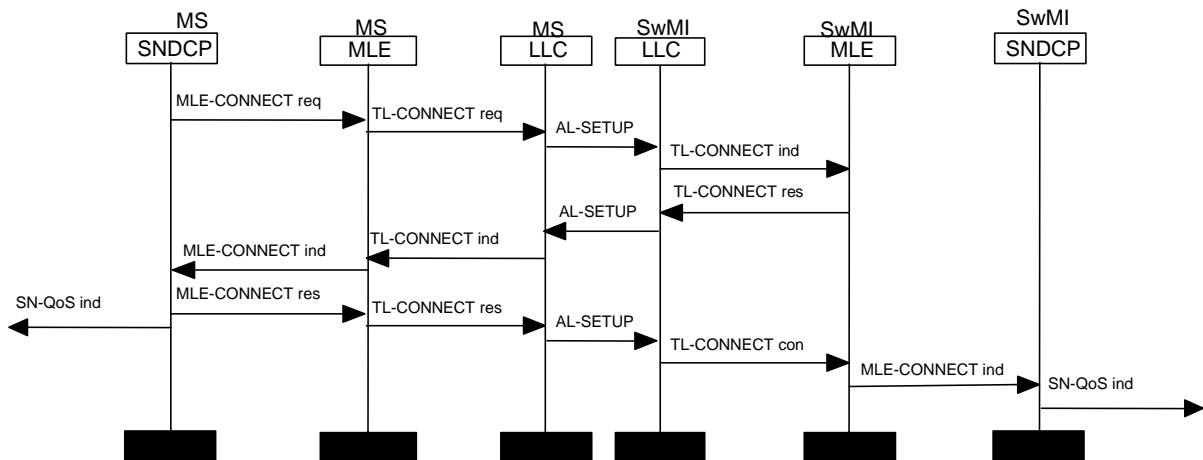 MS
SNDCP
MS
MLE
MS
LLC
SwMI
LLC
SwMI
MLE
SwMI
SNDCP
MLE-CONNECT req
TL-CONNECT req
AL-SETUP
TL-CONNECT ind
TL-CONNECT res
AL-SETUP
TL-CONNECT ind
MLE-CONNECT ind
MLE-CONNECT res
SN-QoS ind
TL-CONNECT res
AL-SETUP
TL-CONNECT con
MLE-CONNECT ind
SN-QoS ind